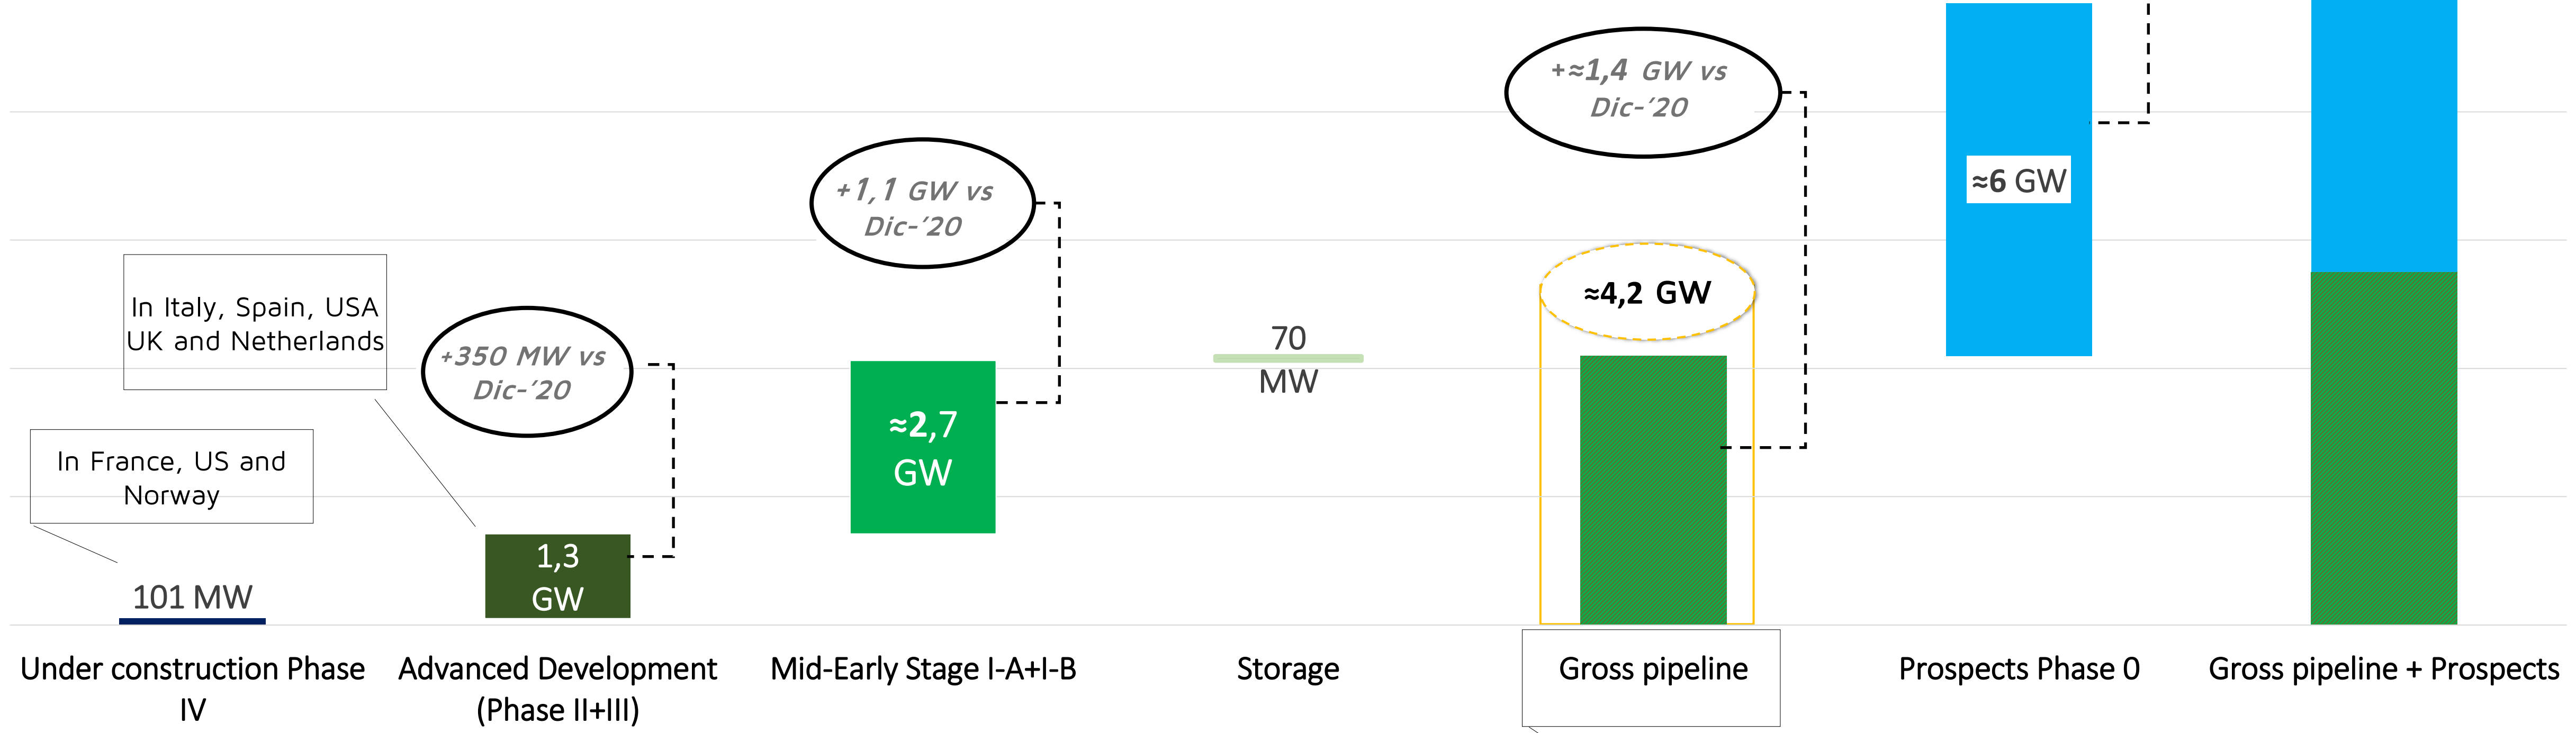 +≈1,4 GW vs
Dic-'20
+1,1 GW vs
Dic-'20
≈6 GW
In Italy, Spain, USA
UK and Netherlands
≈4,2 GW
+350 MW vs
Dic-'20
70
MW
≈2,7
GW
In France, US and
Norway
1,3
GW
101 MW
Under construction Phase
IV
Advanced Development
(Phase II+III)
Mid-Early Stage I-A+I-B
Storage
Gross pipeline
Prospects Phase 0
Gross pipeline + Prospects